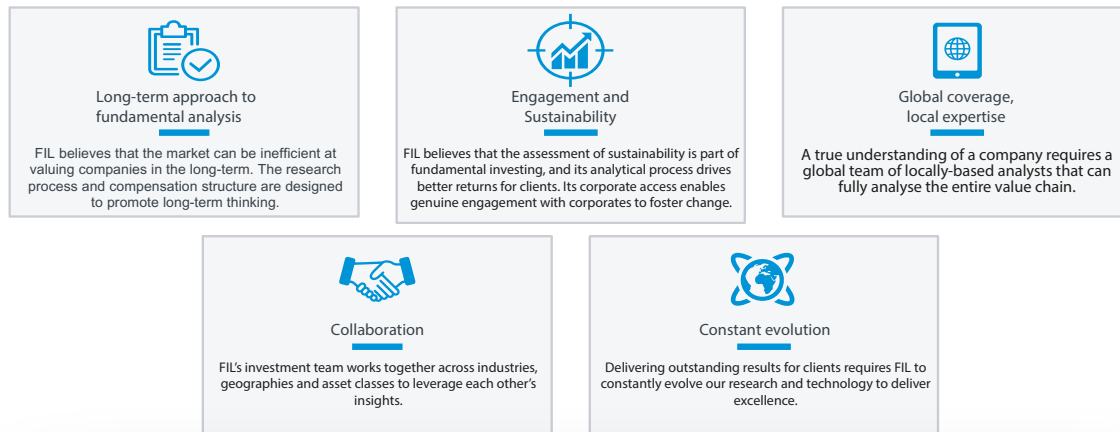 Long-term approach to
fundamental analysis
FIL believes that the market can be inefficient at
valuing companies in the long-term. The research
process and compensation structure are designed
to promote long-term thinking.
Engagement and
Sustainability
FIL believes that the assessment of sustainability is part of
fundamental investing, and its analytical process drives
better returns for clients. Its corporate access enables
genuine engagement with corporates to foster change.
Global coverage,
local expertise
A true understanding of a company requires a
global team of locally-based analysts that can
fully analyse the entire value chain.
Collaboration
FIL’s investment team works together across industries,
geographies and asset classes to leverage each other’s
insights.
Constant evolution
Delivering outstanding results for clients requires FIL to
constantly evolve our research and technology to deliver
excellence.